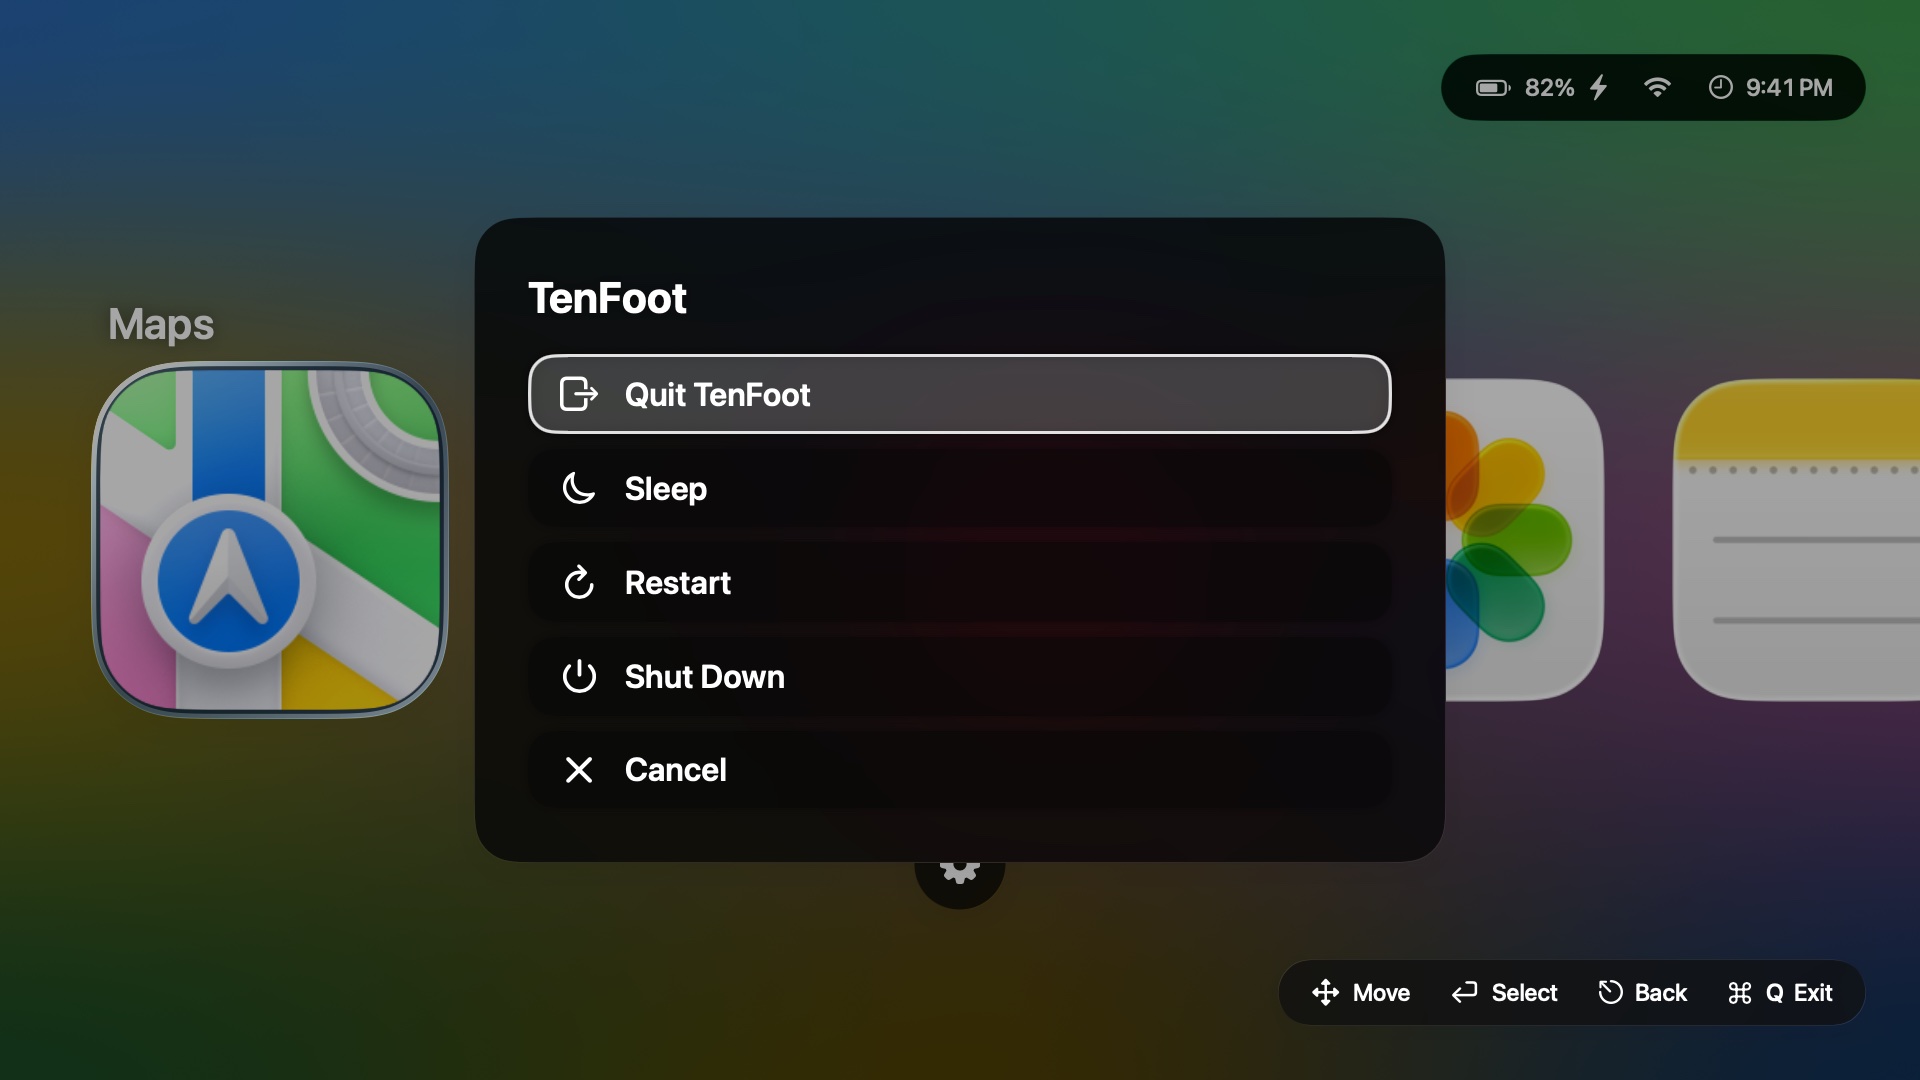 82%
9:41 PM
Maps
TenFoot
Quit TenFoot
Sleep
Restart
Shut Down
Cancel
Move
Select
Back
⌘ Q Exit